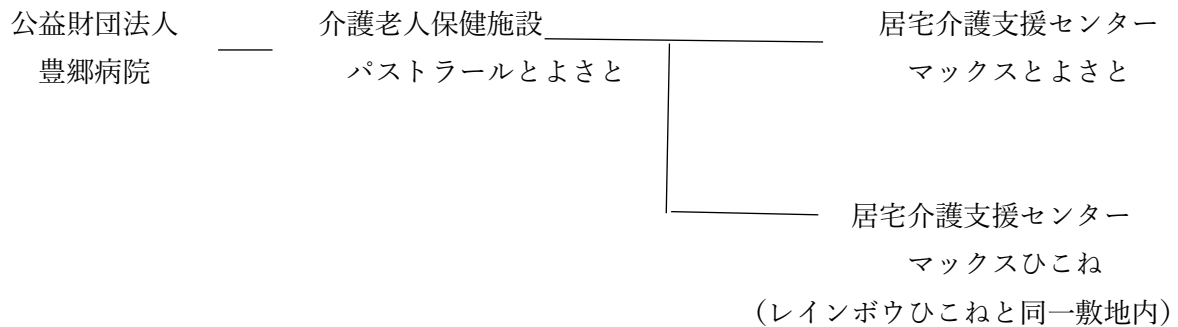 公益財団法人
豊郷病院
介護老人保健施設
パストラールとよさと
居宅介護支援センター
マックスとよさと
居宅介護支援センター
マックスひこね
(レインボウひこねと同一敷地内)